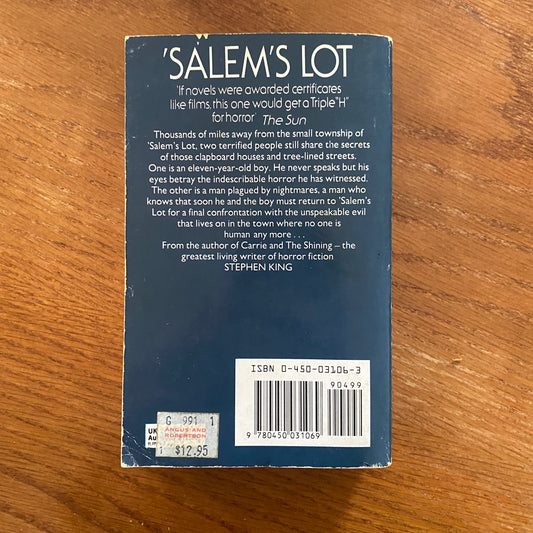 'SALEM'S LOT
'If novels were awarded certificates
like films, this one would get a Triple "H"
for horror' The Sun
Thousands of miles away from the small township of
'Salem's Lot, two terrified people still share the secrets
of those clapboard houses and tree-lined streets.
One is an eleven-year-old boy. He never speaks but his
eyes betray the indescribable horror he has witnessed.
The other is a man plagued by nightmares, a man who
knows that soon he and the boy must return to 'Salem's
Lot for a final confrontation with the unspeakable evil
that lives on in the town where no one is
human any more . . .
From the author of Carrie and The Shining – the
greatest living writer of horror fiction
STEPHEN KING
ISBN 0-450-03106-3
90499
9 780450 031069
UK
Au
G 991 1
ANGUS AND
ROBERTSON
1 $12.95